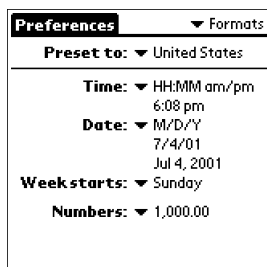 Preferences ▼ Formats
Preset to: ▼ United States
Time: ▼ HH:MM am/pm
6:08 pm
Date: ▼ M/D/Y
7/4/01
Jul 4, 2001
Week starts: ▼ Sunday
Numbers: ▼ 1,000.00